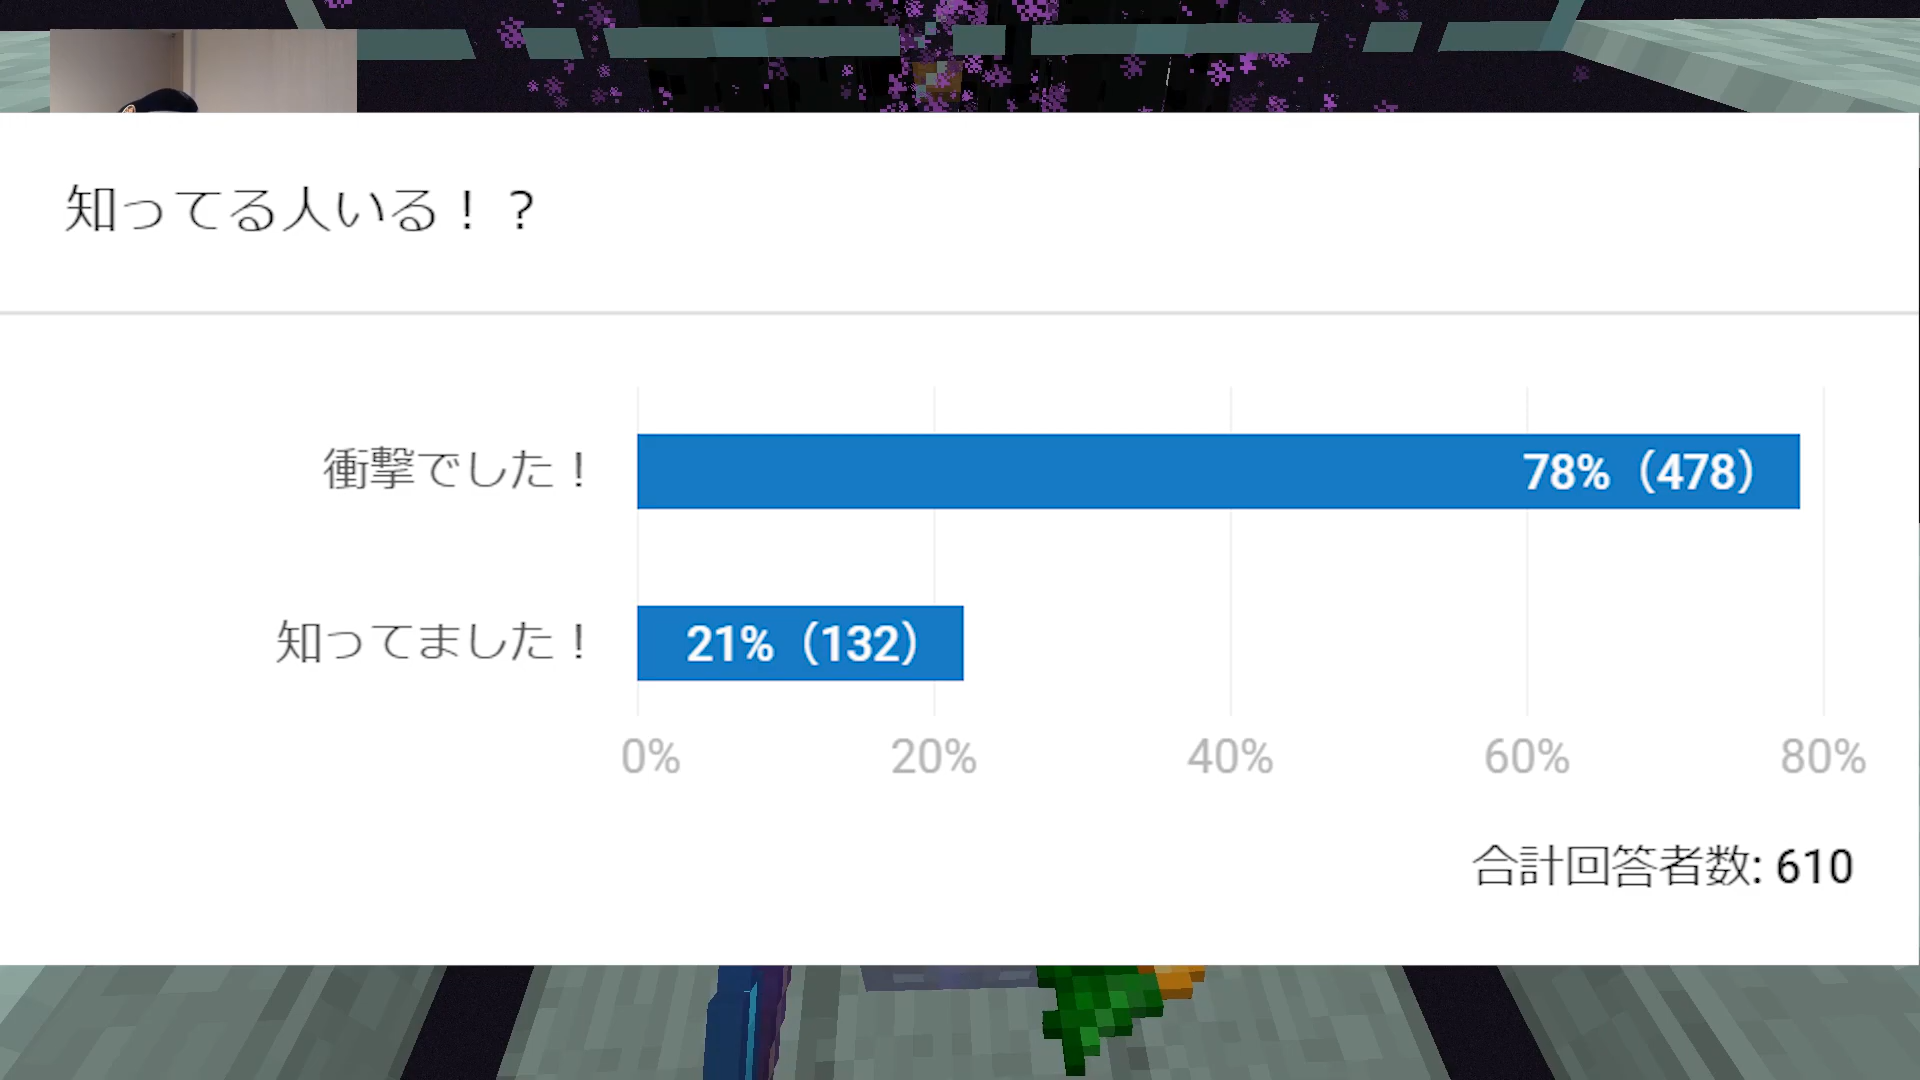 知ってる人いる！？
衝撃でした！
78%（478）
知ってました！
21%（132）
0% 20% 40% 60% 80%
合計回答者数: 610